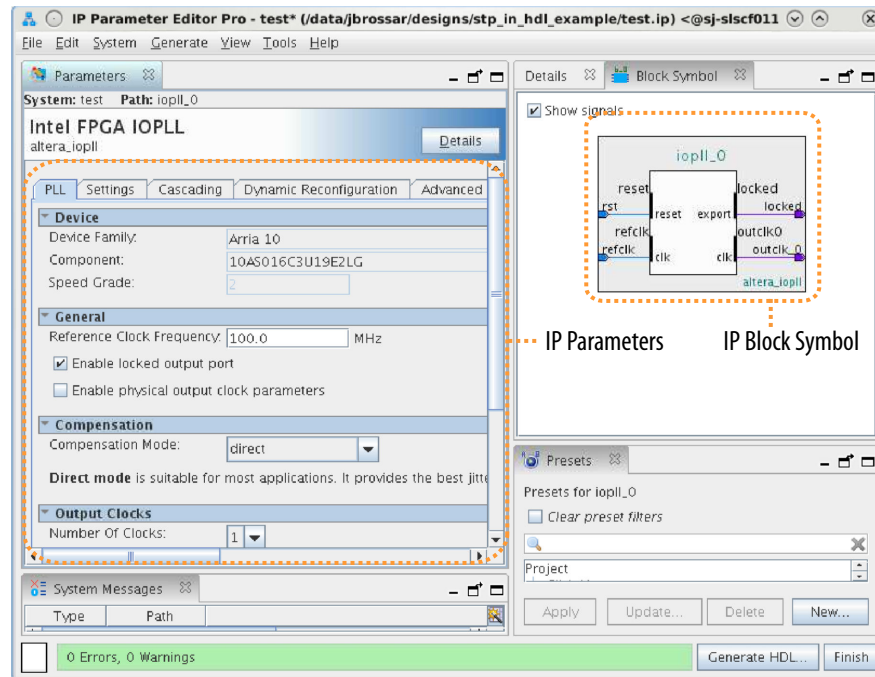 IP Parameter Editor Pro - test* (/data/jbrossar/designs/stp_in_hdl_example/test.ip) <@sj-slscf011
File Edit System Generate View Tools Help
Parameters
System: test Path: iopll_0
Intel FPGA IOPLL
altera_iopll
Details
PLL Settings Cascading Dynamic Reconfiguration Advanced
Device
Device Family: Arria 10
Component: 10AS016C3U19E2LG
Speed Grade: 2
General
Reference Clock Frequency: 100.0 MHz
Enable locked output port
Enable physical output clock parameters
Compensation
Compensation Mode: direct
Direct mode is suitable for most applications. It provides the best jitte
Output Clocks
Number Of Clocks: 1
System Messages
Type Path
0 Errors, 0 Warnings
Details Block Symbol
Show signals
iopll_0
reset locked
rst locked
reset export
refclk outclk0
refclk outclk_0
clk clk
altera_iopll
IP Parameters IP Block Symbol
Presets
Presets for iopll_0
Clear preset filters
Project
Apply Update... Delete New...
Generate HDL... Finish